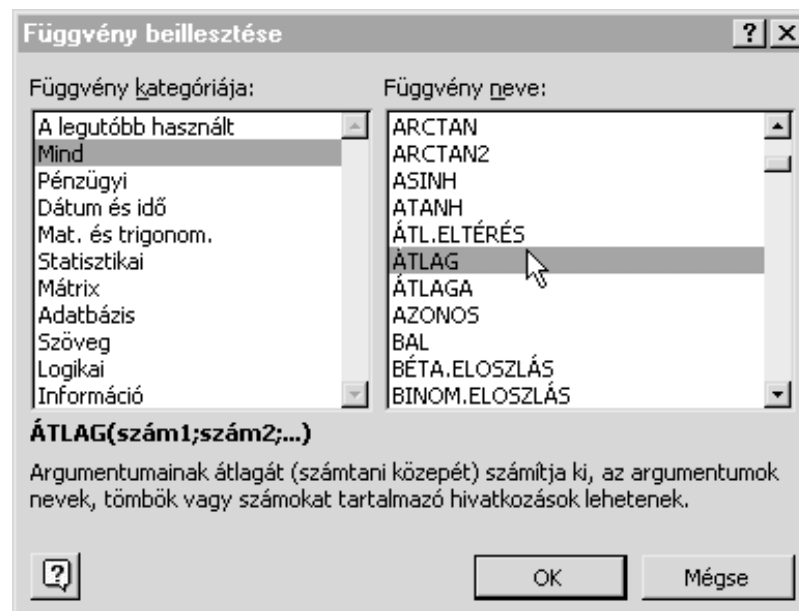 Függvény beillesztése
Függvény kategóriája:
A legutóbb használt
Mind
Pénzügyi
Dátum és idő
Mat. és trigonom.
Statisztikai
Mátrix
Adatbázis
Szöveg
Logikai
Információ
Függvény neve:
ARCTAN
ARCTAN2
ASINH
ATANH
ÁTL.ELTÉRÉS
ÁTLAG
ÁTLAGA
AZONOS
BAL
BÉTA.ELOSZLÁS
BINOM.ELOSZLÁS
ÁTLAG(szám1;szám2;...)
Argumentumainak átlagát (számtani közepét) számítja ki, az argumentumok
nevek, tömbök vagy számokat tartalmazó hivatkozások lehetenek.
OK
Mégse